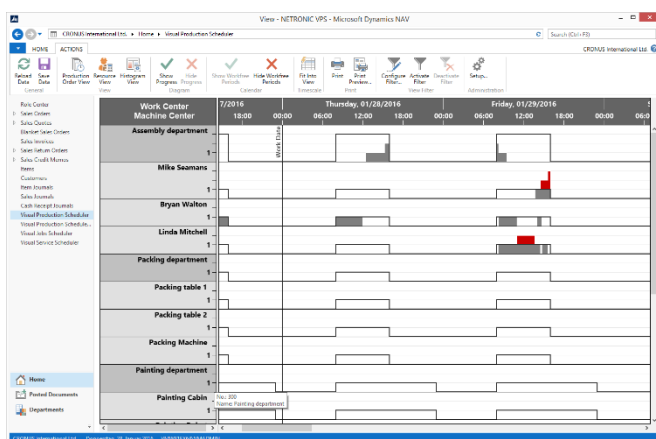 View - NETRONIC VPS - Microsoft Dynamics NAV
CRONUS International Ltd. Home Visual Production Scheduler
Search (Ctrl+F3)
HOME ACTIONS
CRONUS International Ltd.
Reload Data
Save Data
Production Order View
Resource View
Histogram View
Show Progress
Hide Progress
Show Workfree Periods
Hide Workfree Periods
Fit Into View
Print
Print Preview...
Configure Filter...
Activate Filter
Deactivate Filter
Setup...
General View Diagram Calendar Timescale Print View Filter Administration
Role Center
Sales Orders
Sales Quotes
Blanket Sales Orders
Sales Invoices
Sales Return Orders
Sales Credit Memos
Items
Customers
Item Journals
Sales Journals
Cash Receipt Journals
Visual Production Scheduler
Visual Production Schedule...
Visual Jobs Scheduler
Visual Service Scheduler
Home
Posted Documents
Departments
Work Center
Machine Center
7/2016 Thursday, 01/28/2016 Friday, 01/29/2016
18:00 00:00 06:00 12:00 18:00 00:00 06:00 12:00 18:00 00:00 06:0
Work Date
Assembly department
1
Mike Seamans
1
Bryan Walton
1
Linda Mitchell
1
Packing department
1
Packing table 1
1
Packing table 2
1
Packing Machine
1
Painting department
1
Painting Cabin
1
No.: 300
Name: Painting department